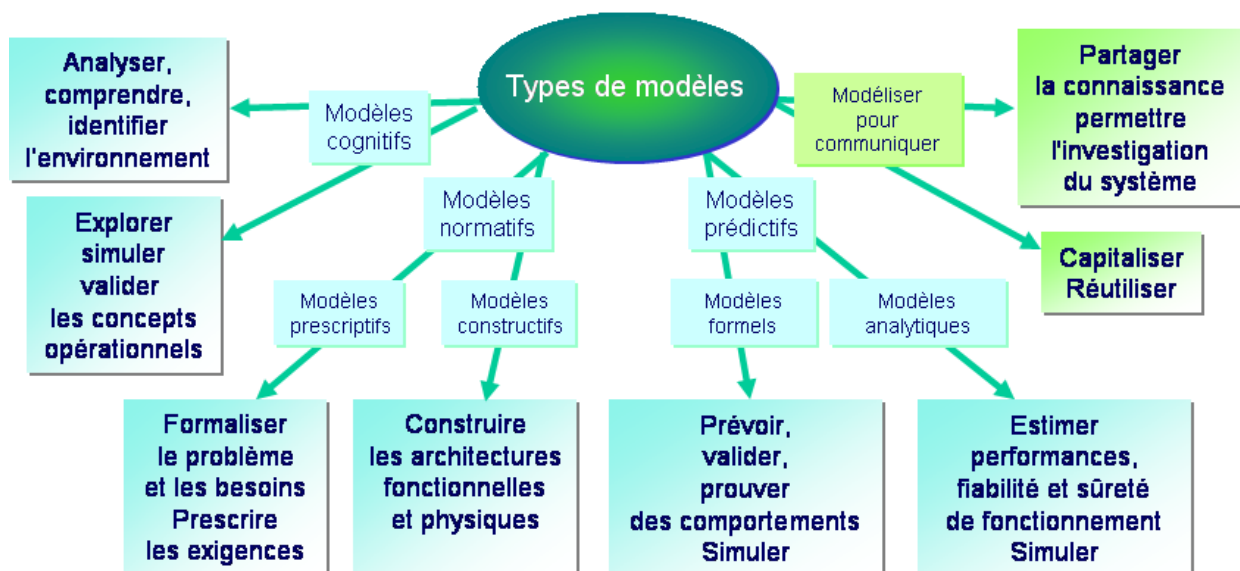 Types de modèles
Analyser,
comprendre,
identifier
l'environnement
Modèles
cognitifs
Explorer
simuler
valider
les concepts
opérationnels
Modèles
normatifs
Modèles
prescriptifs
Modèles
constructifs
Formaliser
le problème
et les besoins
Prescrire
les exigences
Construire
les architectures
fonctionnelles
et physiques
Modèles
prédictifs
Modèles
formels
Modèles
analytiques
Prévoir,
valider,
prouver
des comportements
Simuler
Estimer
performances,
fiabilité et sûreté
de fonctionnement
Simuler
Modéliser
pour
communiquer
Partager
la connaissance
permettre
l'investigation
du système
Capitaliser
Réutiliser